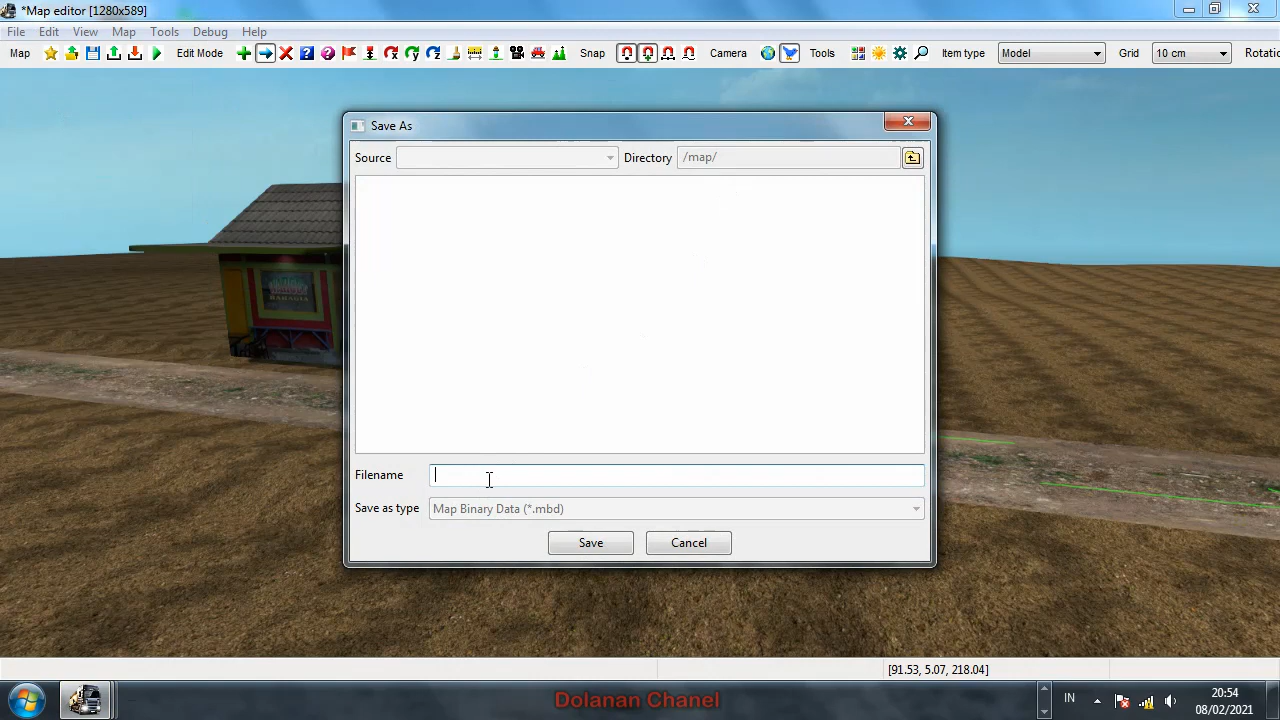 *Map editor [1280x589]
File Edit View Map Tools Debug Help
Map Edit Mode Snap Camera Tools Item type Model Grid 10 cm Rotati
Save As
Source Directory /map/
Filename
Save as type Map Binary Data (*.mbd)
Save Cancel
[91.53, 5.07, 218.04]
Dolanan Chanel
IN
20:54
08/02/2021